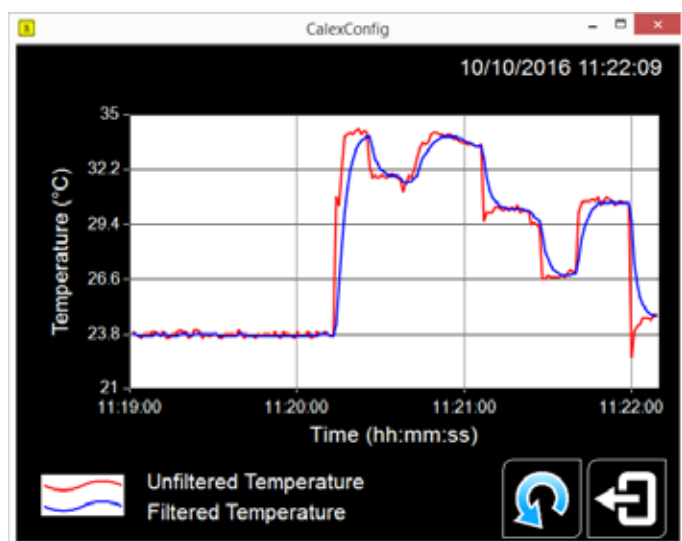 CalexConfig
10/10/2016 11:22:09
35
32.2
29.4
26.6
23.8
21
Temperature (°C)
11:19:00 11:20:00 11:21:00 11:22:00
Time (hh:mm:ss)
Unfiltered Temperature
Filtered Temperature